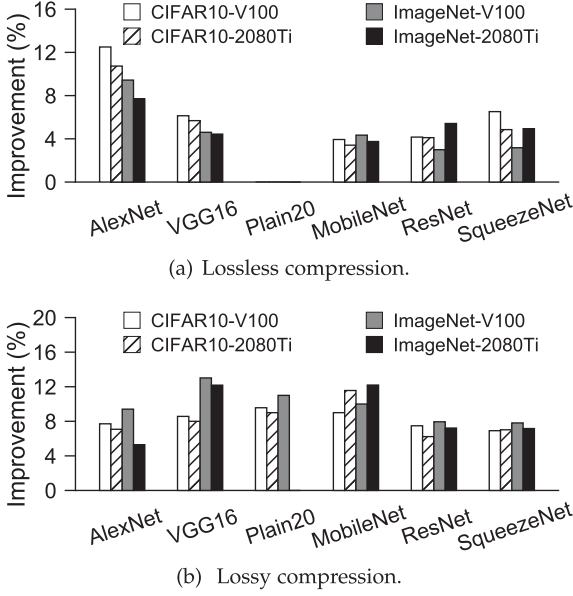 16
CIFAR10-V100 ImageNet-V100
CIFAR10-2080Ti ImageNet-2080Ti
12
8
4
0
Improvement (%)
AlexNet VGG16 Plain20 MobileNet ResNet SqueezeNet
(a) Lossless compression.
20
CIFAR10-V100 ImageNet-V100
CIFAR10-2080Ti ImageNet-2080Ti
16
12
8
4
0
Improvement (%)
AlexNet VGG16 Plain20 MobileNet ResNet SqueezeNet
(b) Lossy compression.